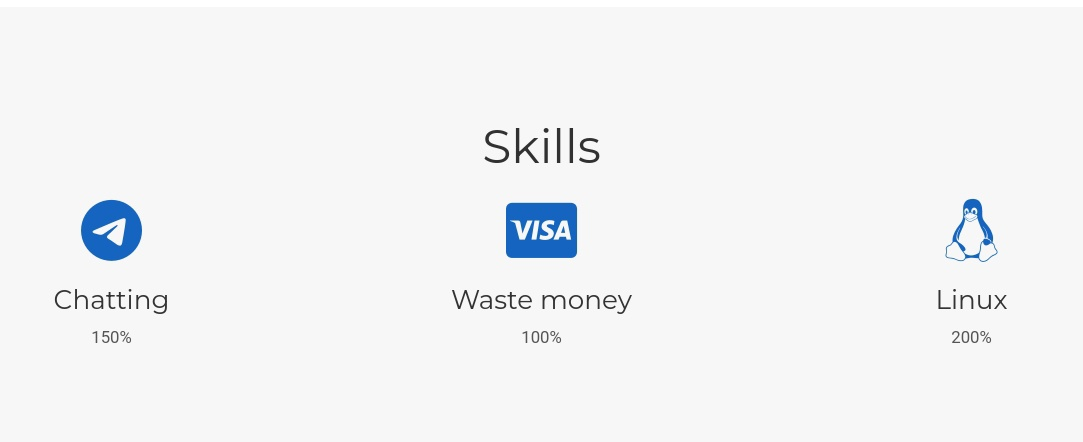 Skills
VISA
Chatting
Waste money
Linux
150%
100%
200%